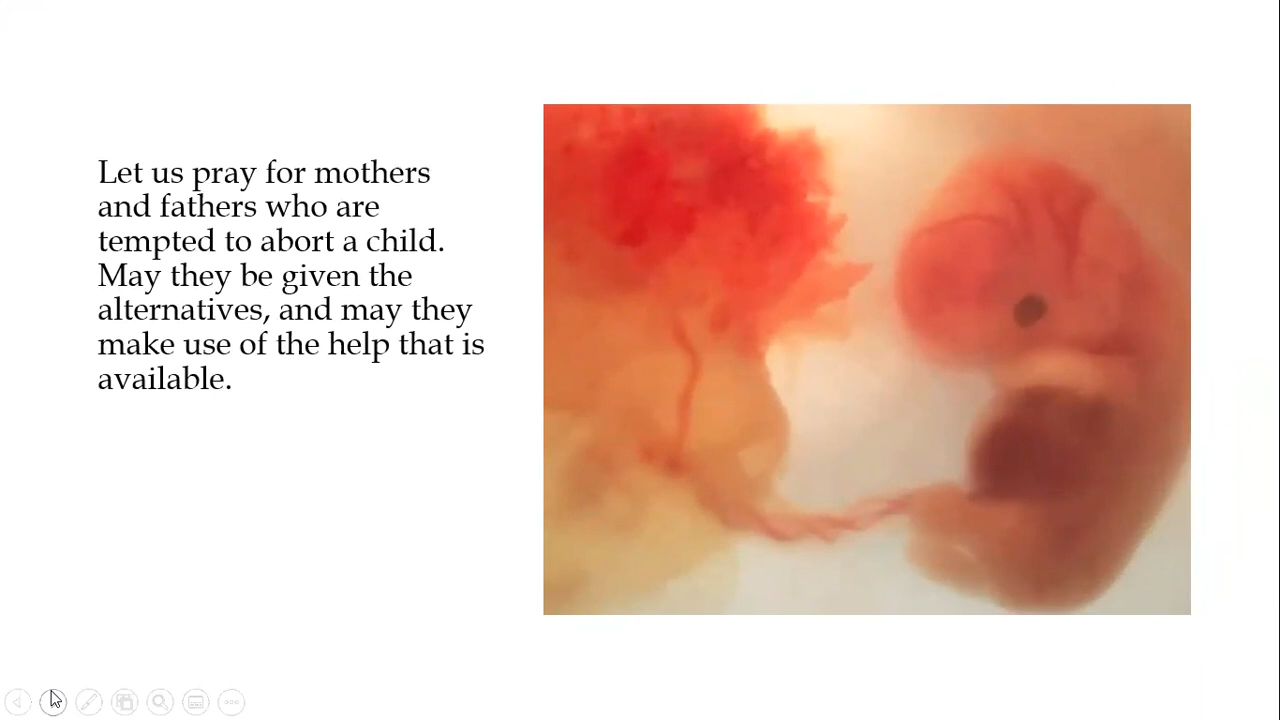 Let us pray for mothers
and fathers who are
tempted to abort a child.
May they be given the
alternatives, and may they
make use of the help that is
available.